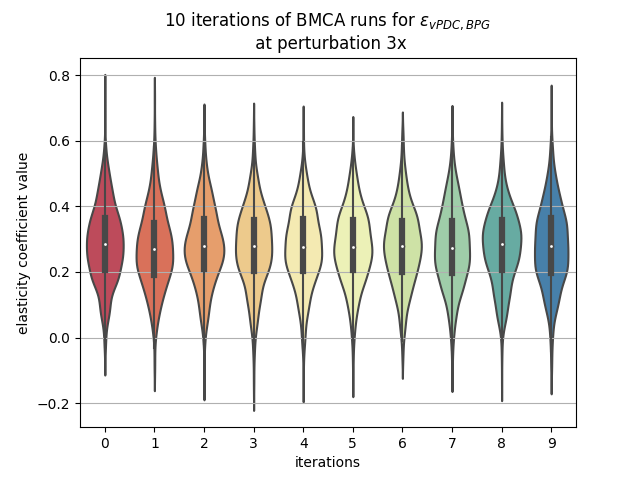 10 iterations of BMCA runs for ε_{vPDC, BPG}
at perturbation 3x
elasticity coefficient value
0.8
0.6
0.4
0.2
0.0
−0.2
0 1 2 3 4 5 6 7 8 9
iterations